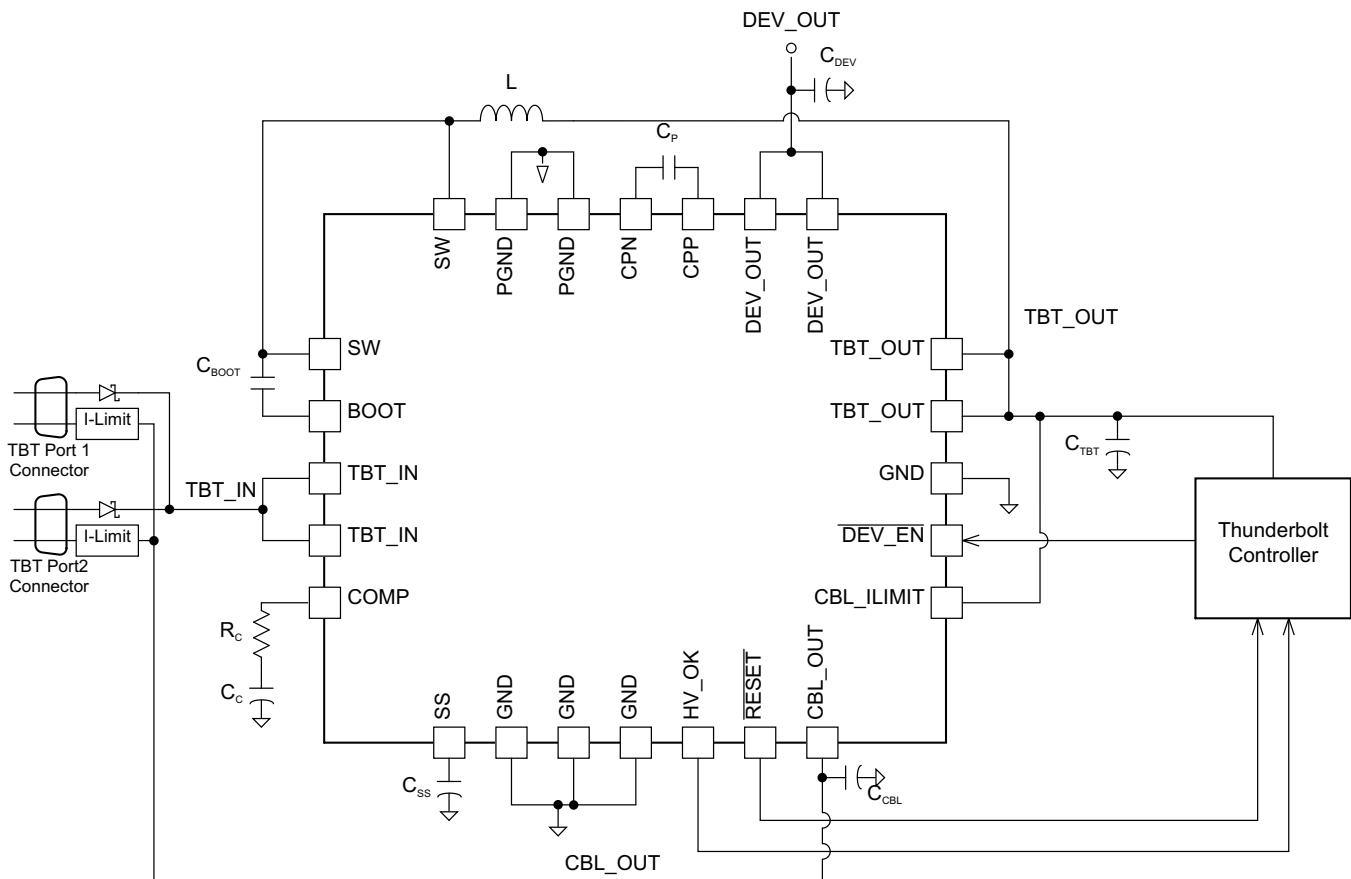 DEV_OUT
C_DEV
L
C_P
SW
PGND
PGND
CPN
CPP
DEV_OUT
DEV_OUT
TBT_OUT
SW
TBT_OUT
C_BOOT
BOOT
TBT_OUT
I-Limit
TBT Port 1
Connector
C_TBT
TBT_IN
TBT_IN
GND
I-Limit
TBT Port2
Connector
TBT_IN
DEV_EN
Thunderbolt
Controller
COMP
CBL_ILIMIT
R_C
C_C
SS
GND
GND
GND
HV_OK
RESET
CBL_OUT
C_SS
C_CBL
CBL_OUT